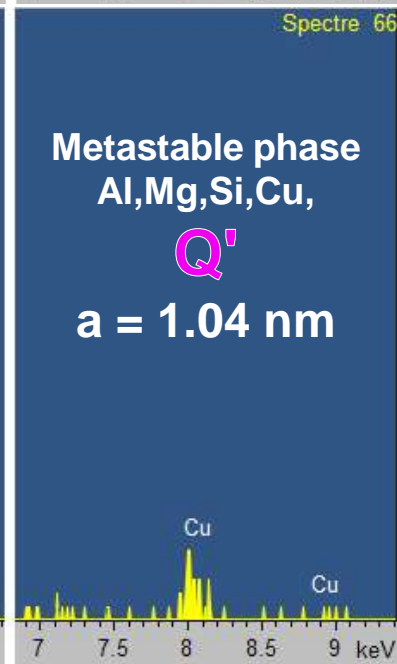 Spectre 66
Metastable phase
Al,Mg,Si,Cu,
Q'
a = 1.04 nm
Cu
Cu
7 7.5 8 8.5 9 keV